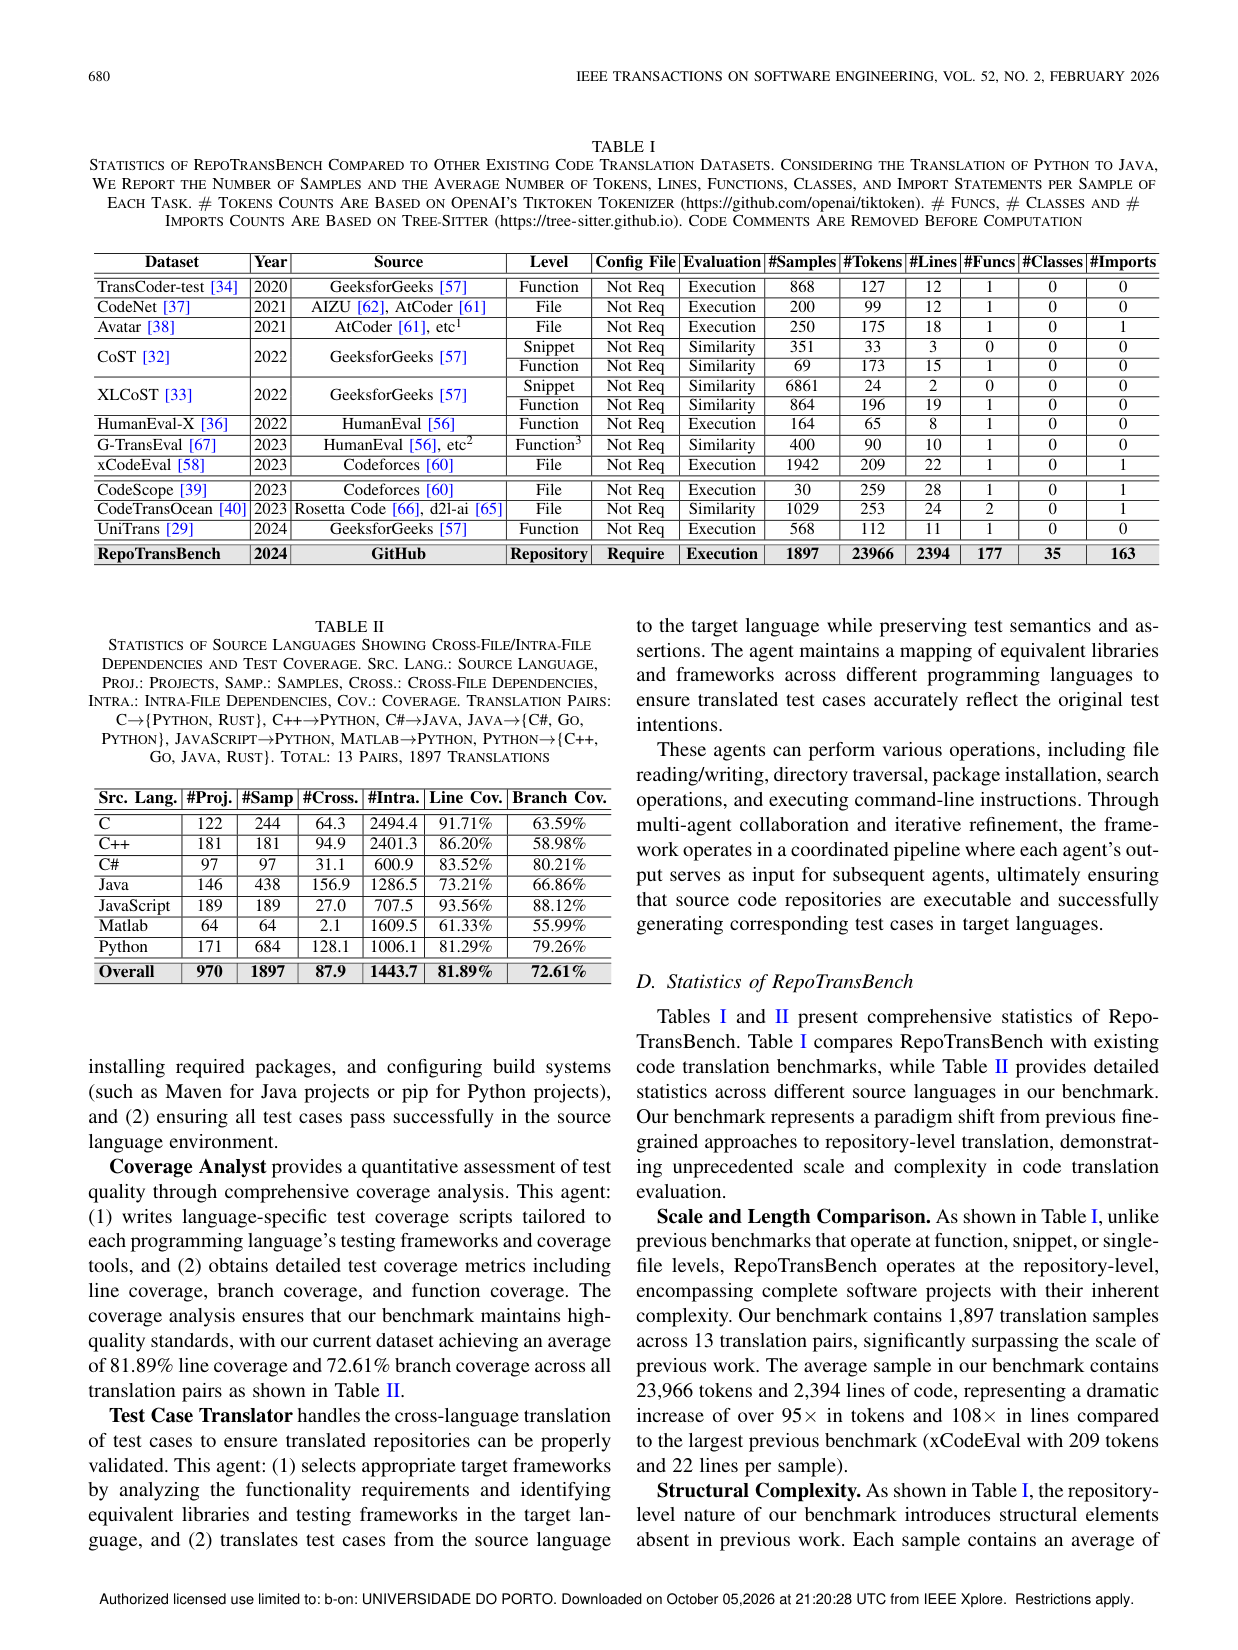 680 IEEE TRANSACTIONS ON SOFTWARE ENGINEERING, VOL. 52, NO. 2, FEBRUARY 2026
TABLE I
STATISTICS OF REPOTRANSBENCH COMPARED TO OTHER EXISTING CODE TRANSLATION DATASETS. CONSIDERING THE TRANSLATION OF PYTHON TO JAVA,
WE REPORT THE NUMBER OF SAMPLES AND THE AVERAGE NUMBER OF TOKENS, LINES, FUNCTIONS, CLASSES, AND IMPORT STATEMENTS PER SAMPLE OF
EACH TASK. # TOKENS COUNTS ARE BASED ON OPENAI'S TIKTOKEN TOKENIZER (https://github.com/openai/tiktoken). # FUNCS, # CLASSES AND #
IMPORTS COUNTS ARE BASED ON TREE-SITTER (https://tree-sitter.github.io). CODE COMMENTS ARE REMOVED BEFORE COMPUTATION
Dataset Year Source Level Config File Evaluation #Samples #Tokens #Lines #Funcs #Classes #Imports
TransCoder-test [34] 2020 GeeksforGeeks [57] Function Not Req Execution 868 127 12 1 0 0
CodeNet [37] 2021 AIZU [62], AtCoder [61] File Not Req Execution 200 99 12 1 0 0
Avatar [38] 2021 AtCoder [61], etc1 File Not Req Execution 250 175 18 1 0 1
CoST [32] 2022 GeeksforGeeks [57] Snippet Not Req Similarity 351 33 3 0 0 0
Function Not Req Similarity 69 173 15 1 0 0
XLCoST [33] 2022 GeeksforGeeks [57] Snippet Not Req Similarity 6861 24 2 0 0 0
Function Not Req Similarity 864 196 19 1 0 0
HumanEval-X [36] 2022 HumanEval [56] Function Not Req Execution 164 65 8 1 0 0
G-TransEval [67] 2023 HumanEval [56], etc2 Function3 Not Req Similarity 400 90 10 1 0 0
xCodeEval [58] 2023 Codeforces [60] File Not Req Execution 1942 209 22 1 0 1
CodeScope [39] 2023 Codeforces [60] File Not Req Execution 30 259 28 1 0 1
CodeTransOcean [40] 2023 Rosetta Code [66], d2l-ai [65] File Not Req Similarity 1029 253 24 2 0 1
UniTrans [29] 2024 GeeksforGeeks [57] Function Not Req Execution 568 112 11 1 0 0
RepoTransBench 2024 GitHub Repository Require Execution 1897 23966 2394 177 35 163
TABLE II
STATISTICS OF SOURCE LANGUAGES SHOWING CROSS-FILE/INTRA-FILE
DEPENDENCIES AND TEST COVERAGE. SRC. LANG.: SOURCE LANGUAGE,
PROJ.: PROJECTS, SAMP.: SAMPLES, CROSS.: CROSS-FILE DEPENDENCIES,
INTRA.: INTRA-FILE DEPENDENCIES, COV.: COVERAGE. TRANSLATION PAIRS:
C→{PYTHON, RUST}, C++→PYTHON, C#→JAVA, JAVA→{C#, GO,
PYTHON}, JAVASCRIPT→PYTHON, MATLAB→PYTHON, PYTHON→{C++,
GO, JAVA, RUST}. TOTAL: 13 PAIRS, 1897 TRANSLATIONS
Src. Lang. #Proj. #Samp #Cross. #Intra. Line Cov. Branch Cov.
C 122 244 64.3 2494.4 91.71% 63.59%
C++ 181 181 94.9 2401.3 86.20% 58.98%
C# 97 97 31.1 600.9 83.52% 80.21%
Java 146 438 156.9 1286.5 73.21% 66.86%
JavaScript 189 189 27.0 707.5 93.56% 88.12%
Matlab 64 64 2.1 1609.5 61.33% 55.99%
Python 171 684 128.1 1006.1 81.29% 79.26%
Overall 970 1897 87.9 1443.7 81.89% 72.61%
installing required packages, and configuring build systems
(such as Maven for Java projects or pip for Python projects),
and (2) ensuring all test cases pass successfully in the source
language environment.
Coverage Analyst provides a quantitative assessment of test
quality through comprehensive coverage analysis. This agent:
(1) writes language-specific test coverage scripts tailored to
each programming language's testing frameworks and coverage
tools, and (2) obtains detailed test coverage metrics including
line coverage, branch coverage, and function coverage. The
coverage analysis ensures that our benchmark maintains high-
quality standards, with our current dataset achieving an average
of 81.89% line coverage and 72.61% branch coverage across all
translation pairs as shown in Table II.
Test Case Translator handles the cross-language translation
of test cases to ensure translated repositories can be properly
validated. This agent: (1) selects appropriate target frameworks
by analyzing the functionality requirements and identifying
equivalent libraries and testing frameworks in the target lan-
guage, and (2) translates test cases from the source language
to the target language while preserving test semantics and as-
sertions. The agent maintains a mapping of equivalent libraries
and frameworks across different programming languages to
ensure translated test cases accurately reflect the original test
intentions.
These agents can perform various operations, including file
reading/writing, directory traversal, package installation, search
operations, and executing command-line instructions. Through
multi-agent collaboration and iterative refinement, the frame-
work operates in a coordinated pipeline where each agent's out-
put serves as input for subsequent agents, ultimately ensuring
that source code repositories are executable and successfully
generating corresponding test cases in target languages.
D. Statistics of RepoTransBench
Tables I and II present comprehensive statistics of Repo-
TransBench. Table I compares RepoTransBench with existing
code translation benchmarks, while Table II provides detailed
statistics across different source languages in our benchmark.
Our benchmark represents a paradigm shift from previous fine-
grained approaches to repository-level translation, demonstrat-
ing unprecedented scale and complexity in code translation
evaluation.
Scale and Length Comparison. As shown in Table I, unlike
previous benchmarks that operate at function, snippet, or single-
file levels, RepoTransBench operates at the repository-level,
encompassing complete software projects with their inherent
complexity. Our benchmark contains 1,897 translation samples
across 13 translation pairs, significantly surpassing the scale of
previous work. The average sample in our benchmark contains
23,966 tokens and 2,394 lines of code, representing a dramatic
increase of over 95× in tokens and 108× in lines compared
to the largest previous benchmark (xCodeEval with 209 tokens
and 22 lines per sample).
Structural Complexity. As shown in Table I, the repository-
level nature of our benchmark introduces structural elements
absent in previous work. Each sample contains an average of
Authorized licensed use limited to: b-on: UNIVERSIDADE DO PORTO. Downloaded on October 05,2026 at 21:20:28 UTC from IEEE Xplore. Restrictions apply.